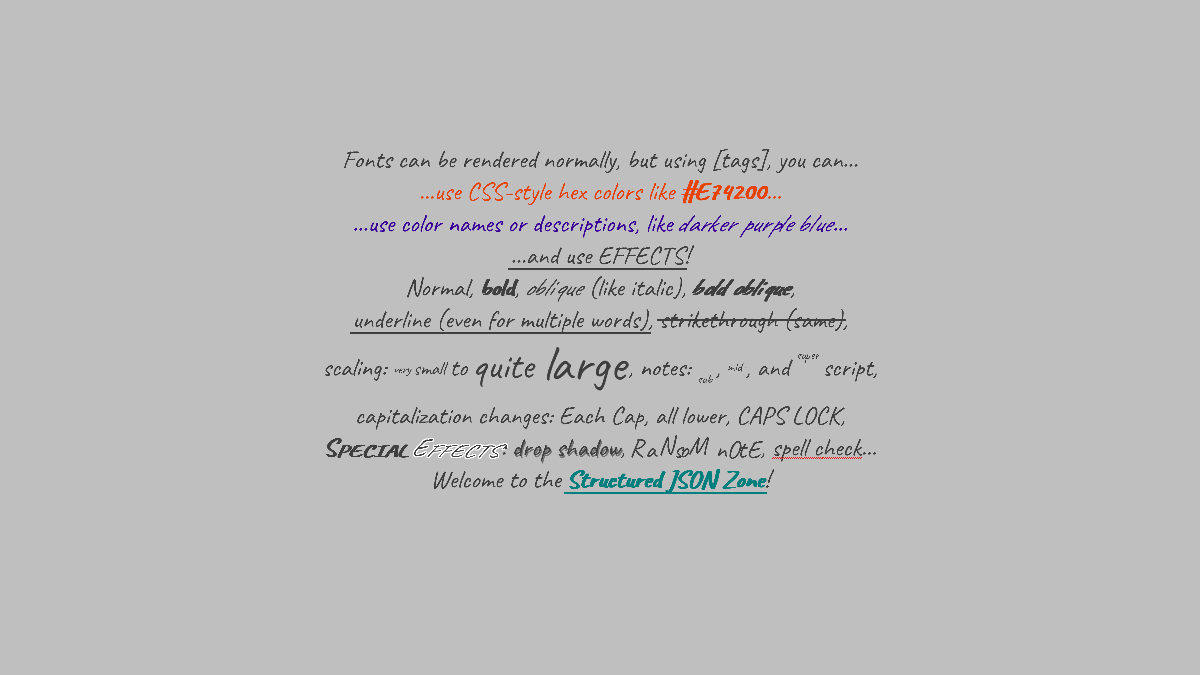 Fonts can be rendered normally, but using [tags], you can...
...use CSS-style hex colors like #E74200...
...use color names or descriptions, like darker purple blue...
...and use EFFECTS!
Normal, bold, oblique (like italic), bold oblique,
underline (even for multiple words), strikethrough (same),
scaling: very small to quite large, notes: sub, mid, and super script,
capitalization changes: Each Cap, all lower, CAPS LOCK,
SPECIAL EFFECTS: drop shadow, RaNsoM nOtE, spell check...
Welcome to the Structured JSON Zone!